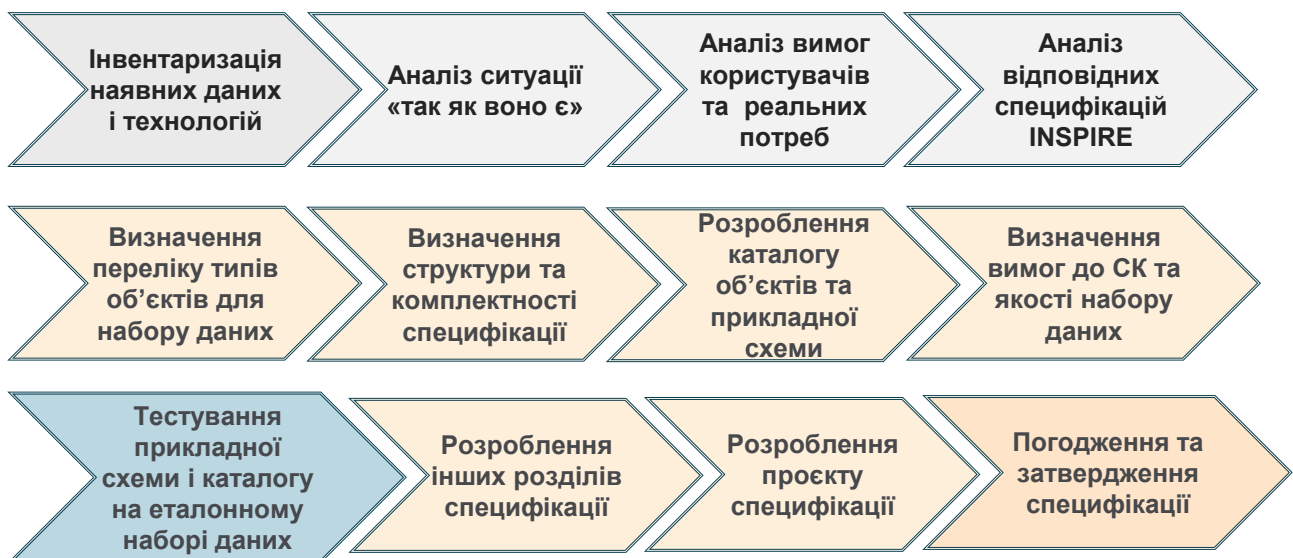 Інвентаризація
наявних даних
і технологій
Аналіз ситуації
«так як воно є»
Аналіз вимог
користувачів
та реальних
потреб
Аналіз
відповідних
специфікацій
INSPIRE
Визначення
переліку типів
об’єктів для
набору даних
Визначення
структури та
комплектності
специфікації
Розроблення
каталогу
об’єктів та
прикладної
схеми
Визначення
вимог до СК та
якості набору
даних
Тестування
прикладної
схеми і каталогу
на еталонному
наборі даних
Розроблення
інших розділів
специфікації
Розроблення
проєкту
специфікації
Погодження та
затвердження
специфікації